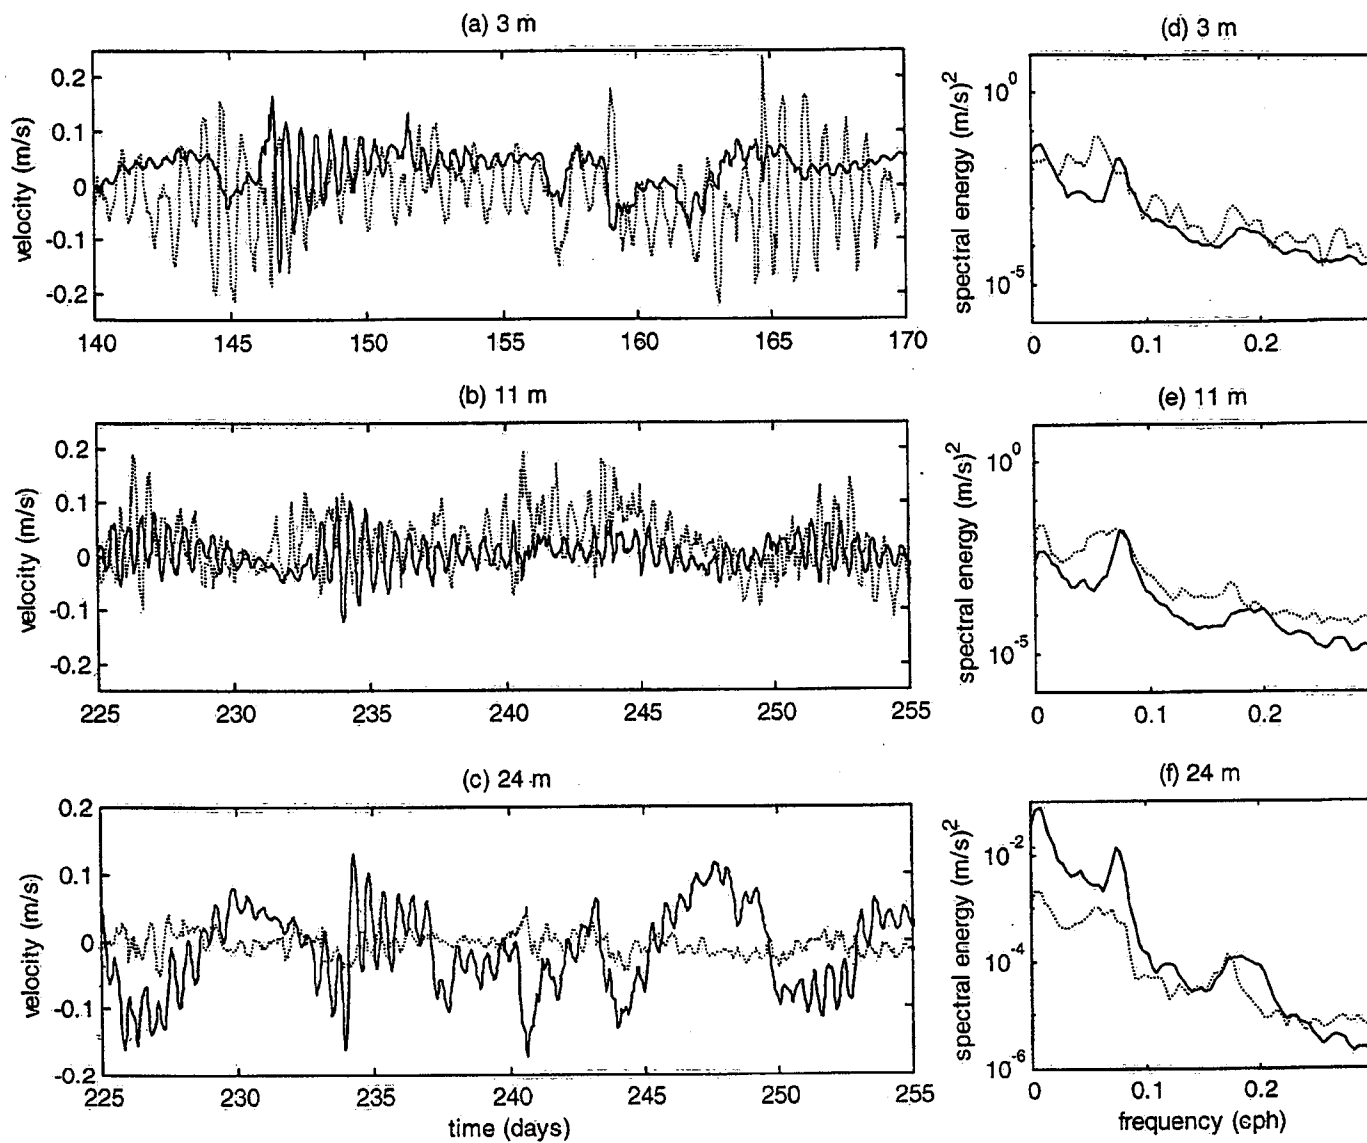 (a) 3 m
velocity (m/s)
0.2
0.1
0
-0.1
-0.2
140 145 150 155 160 165 170
(d) 3 m
spectral energy (m/s)2
10^0
10^-5
0 0.1 0.2
(b) 11 m
velocity (m/s)
0.2
0.1
0
-0.1
-0.2
225 230 235 240 245 250 255
(e) 11 m
spectral energy (m/s)2
10^0
10^-5
0 0.1 0.2
(c) 24 m
velocity (m/s)
0.2
0.1
0
-0.1
-0.2
225 230 235 240 245 250 255
time (days)
(f) 24 m
spectral energy (m/s)2
10^-2
10^-4
10^-6
0 0.1 0.2
frequency (cph)